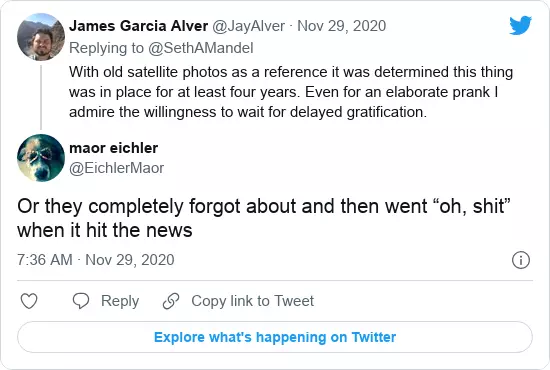 James Garcia Alver @JayAlver · Nov 29, 2020
Replying to @SethAMandel
With old satellite photos as a reference it was determined this thing
was in place for at least four years. Even for an elaborate prank I
admire the willingness to wait for delayed gratification.
maor eichler
@EichlerMaor
Or they completely forgot about and then went “oh, shit”
when it hit the news
7:36 AM · Nov 29, 2020
Reply Copy link to Tweet
Explore what's happening on Twitter